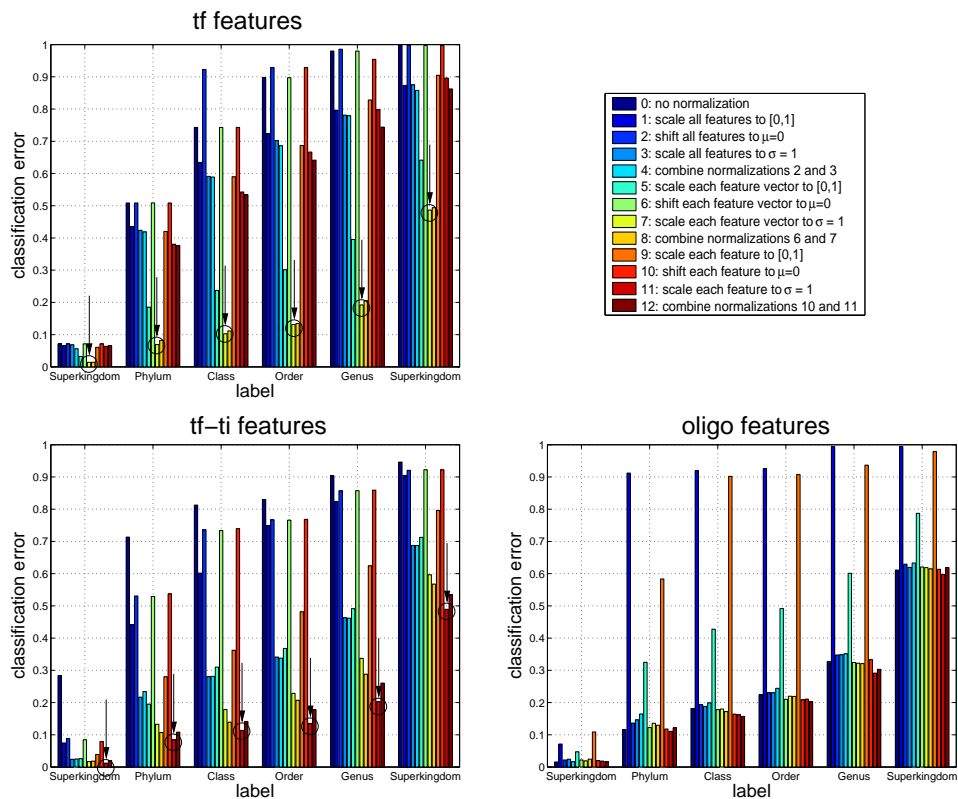 tf features
1
0.9
0.8
0.7
0.6
0.5
0.4
0.3
0.2
0.1
0
classification error
Superkingdom Phylum Class Order Genus Superkingdom
label
0: no normalization
1: scale all features to [0,1]
2: shift all features to μ=0
3: scale all features to σ = 1
4: combine normalizations 2 and 3
5: scale each feature vector to [0,1]
6: shift each feature vector to μ=0
7: scale each feature vector to σ = 1
8: combine normalizations 6 and 7
9: scale each feature to [0,1]
10: shift each feature to μ=0
11: scale each feature to σ = 1
12: combine normalizations 10 and 11
tf−ti features
1
0.9
0.8
0.7
0.6
0.5
0.4
0.3
0.2
0.1
0
classification error
Superkingdom Phylum Class Order Genus Superkingdom
label
oligo features
1
0.9
0.8
0.7
0.6
0.5
0.4
0.3
0.2
0.1
0
classification error
Superkingdom Phylum Class Order Genus Superkingdom
label